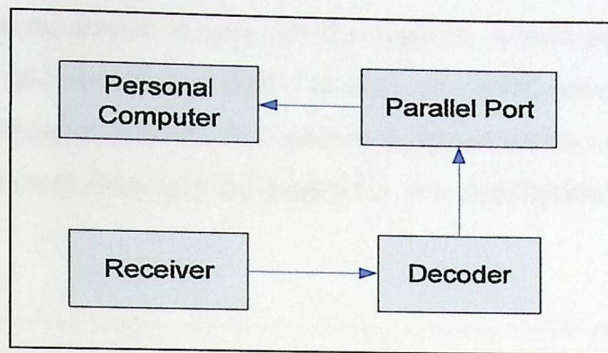 Personal
Computer
Parallel Port
Receiver
Decoder